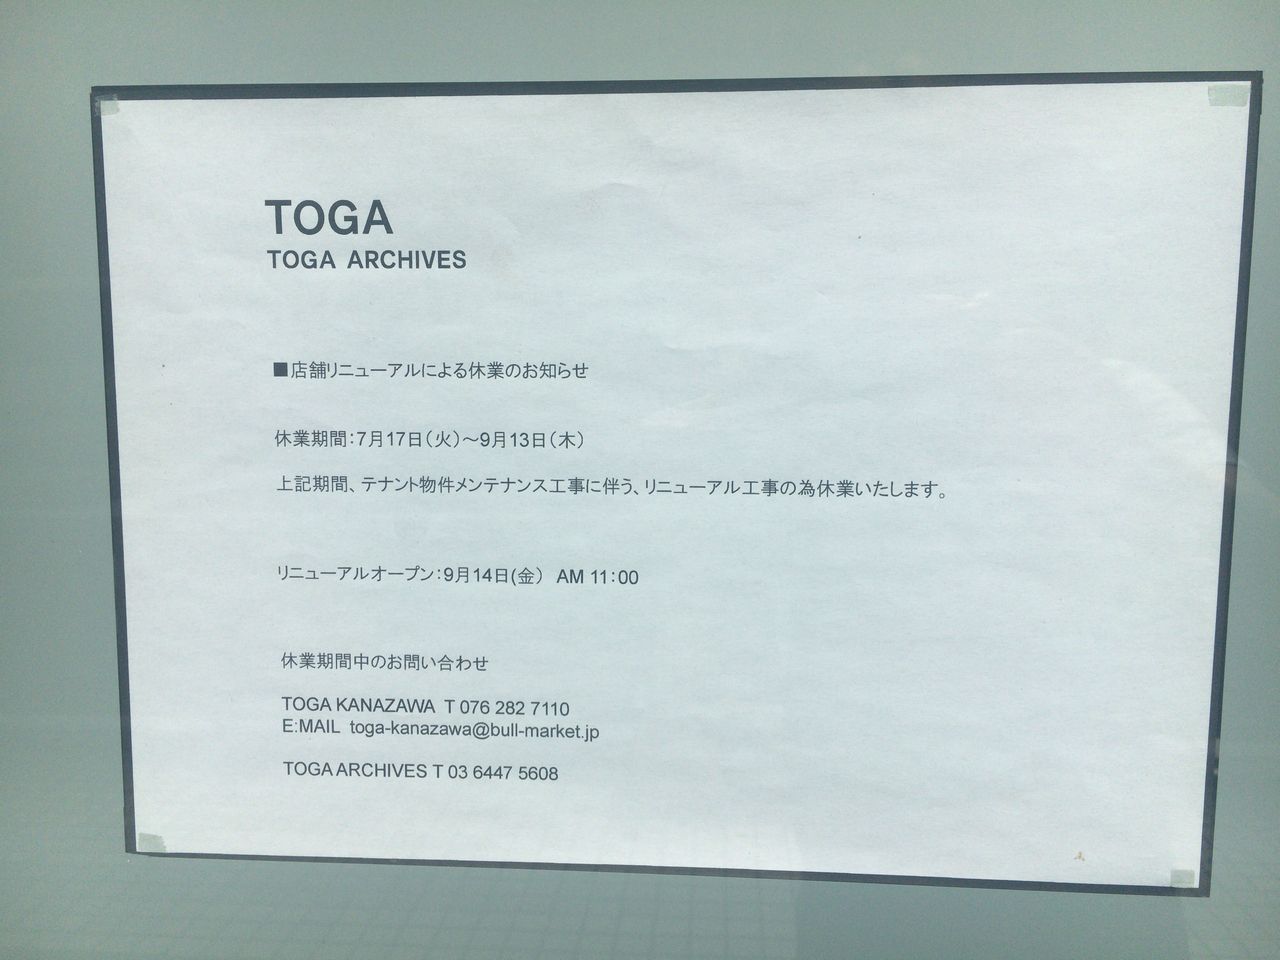 TOGA
TOGA ARCHIVES
■店舗リニューアルによる休業のお知らせ
休業期間：7月17日（火）～9月13日（木）
上記期間、テナント物件メンテナンス工事に伴う、リニューアル工事の為休業いたします。
リニューアルオープン：9月14日(金）　AM 11：00
休業期間中のお問い合わせ
TOGA KANAZAWA  T 076 282 7110
E:MAIL  toga-kanazawa@bull-market.jp
TOGA ARCHIVES T 03 6447 5608